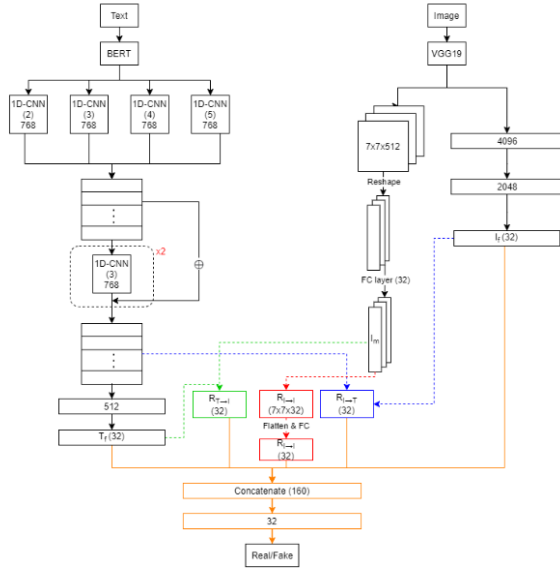 Text
BERT
1D-CNN
(2)
768
1D-CNN
(3)
768
1D-CNN
(4)
768
1D-CNN
(5)
768
x2
1D-CNN
(3)
768
512
T_f (32)
Image
VGG19
7x7x512
Reshape
FC layer (32)
I_m
4096
2048
I_f (32)
R_T→I
(32)
R_I→I
(7x7x32)
Flatten & FC
R_I→I
(32)
R_I→T
(32)
Concatenate (160)
32
Real/Fake